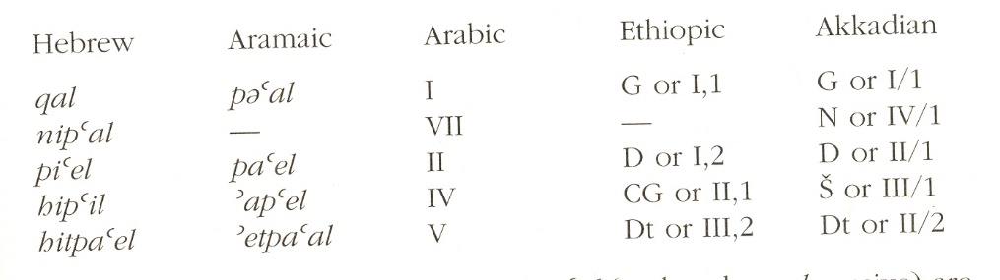 Hebrew Aramaic Arabic Ethiopic Akkadian
qal pəʿal I G or I,1 G or I/1
nipʿal — VII — N or IV/1
piʿel paʿel II D or I,2 D or II/1
hipʿil ʾapʿel IV CG or II,1 Š or III/1
hitpaʿel ʾetpaʿal V Dt or III,2 Dt or II/2